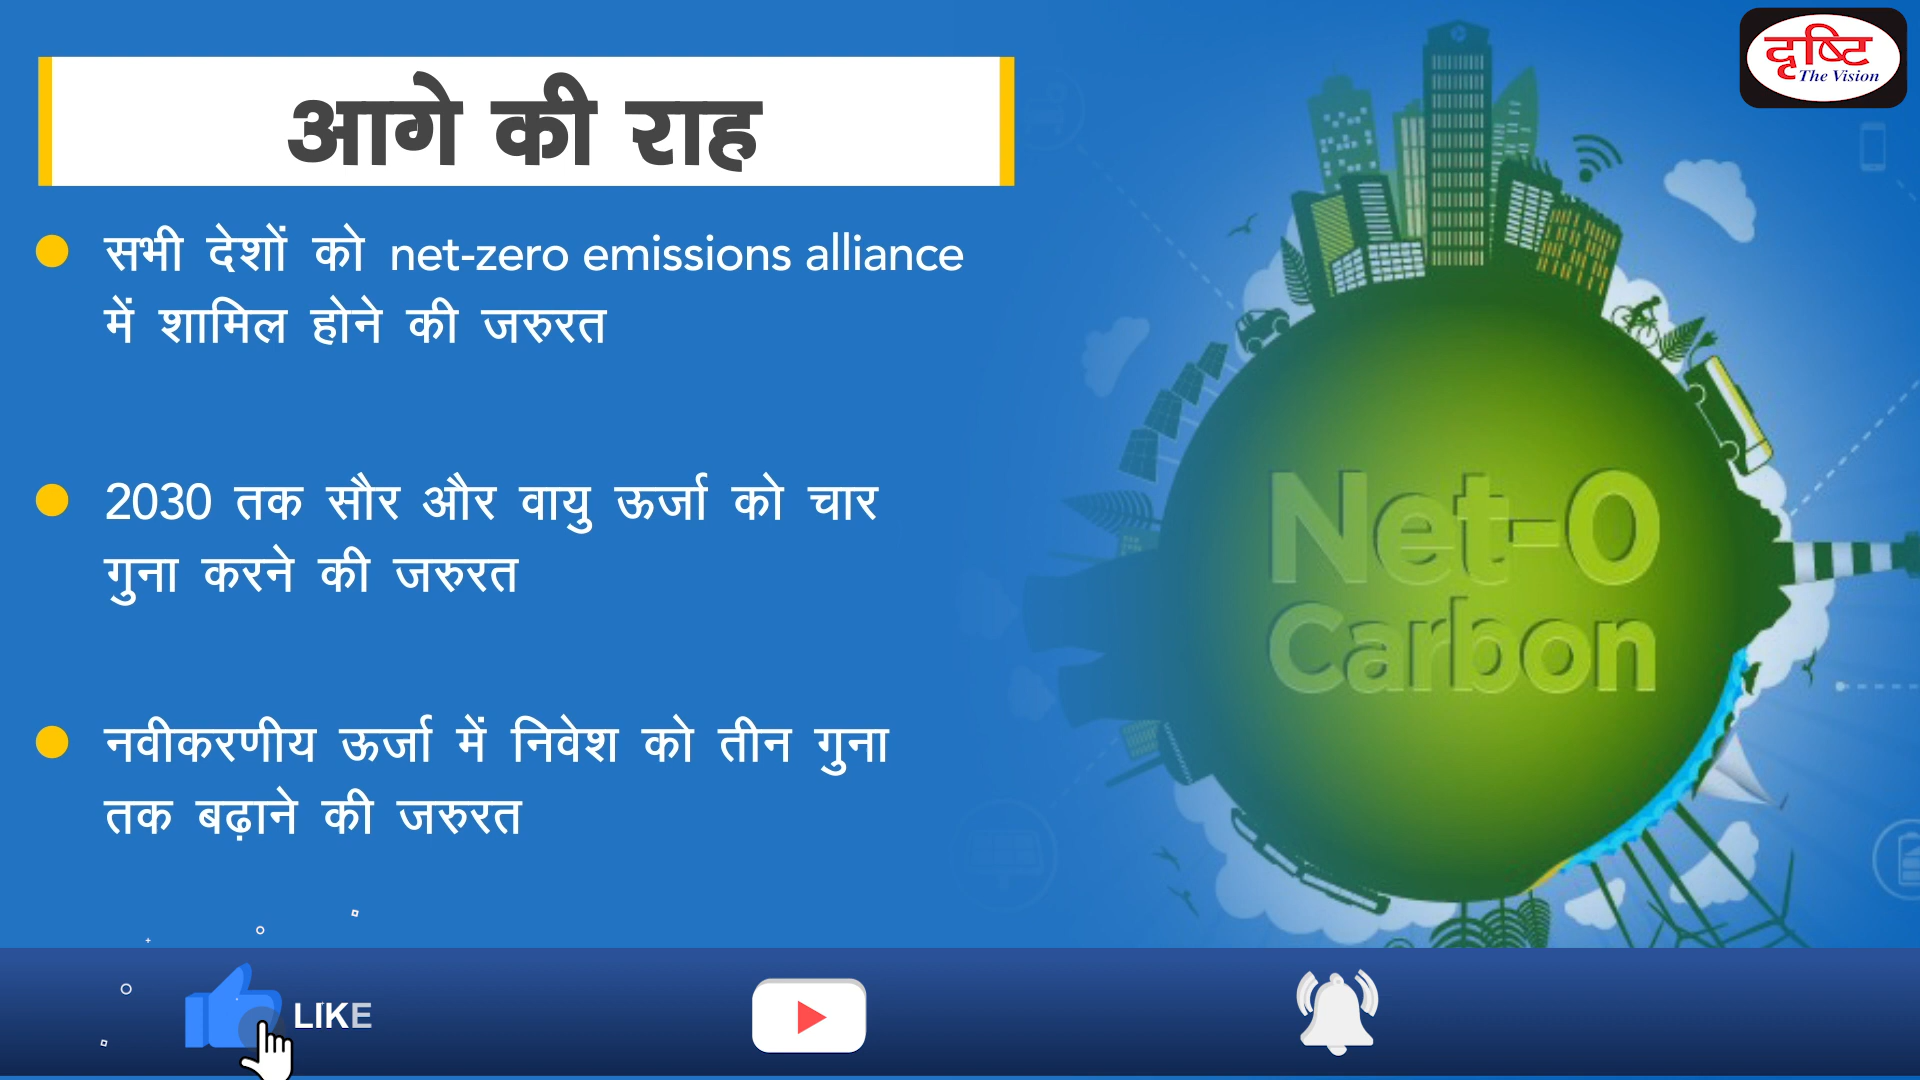 दृष्टि
The Vision
आगे की राह
सभी देशों को net-zero emissions alliance
में शामिल होने की जरुरत
2030 तक सौर और वायु ऊर्जा को चार
गुना करने की जरुरत
नवीकरणीय ऊर्जा में निवेश को तीन गुना
तक बढ़ाने की जरुरत
Net-0
Carbon
LIKE